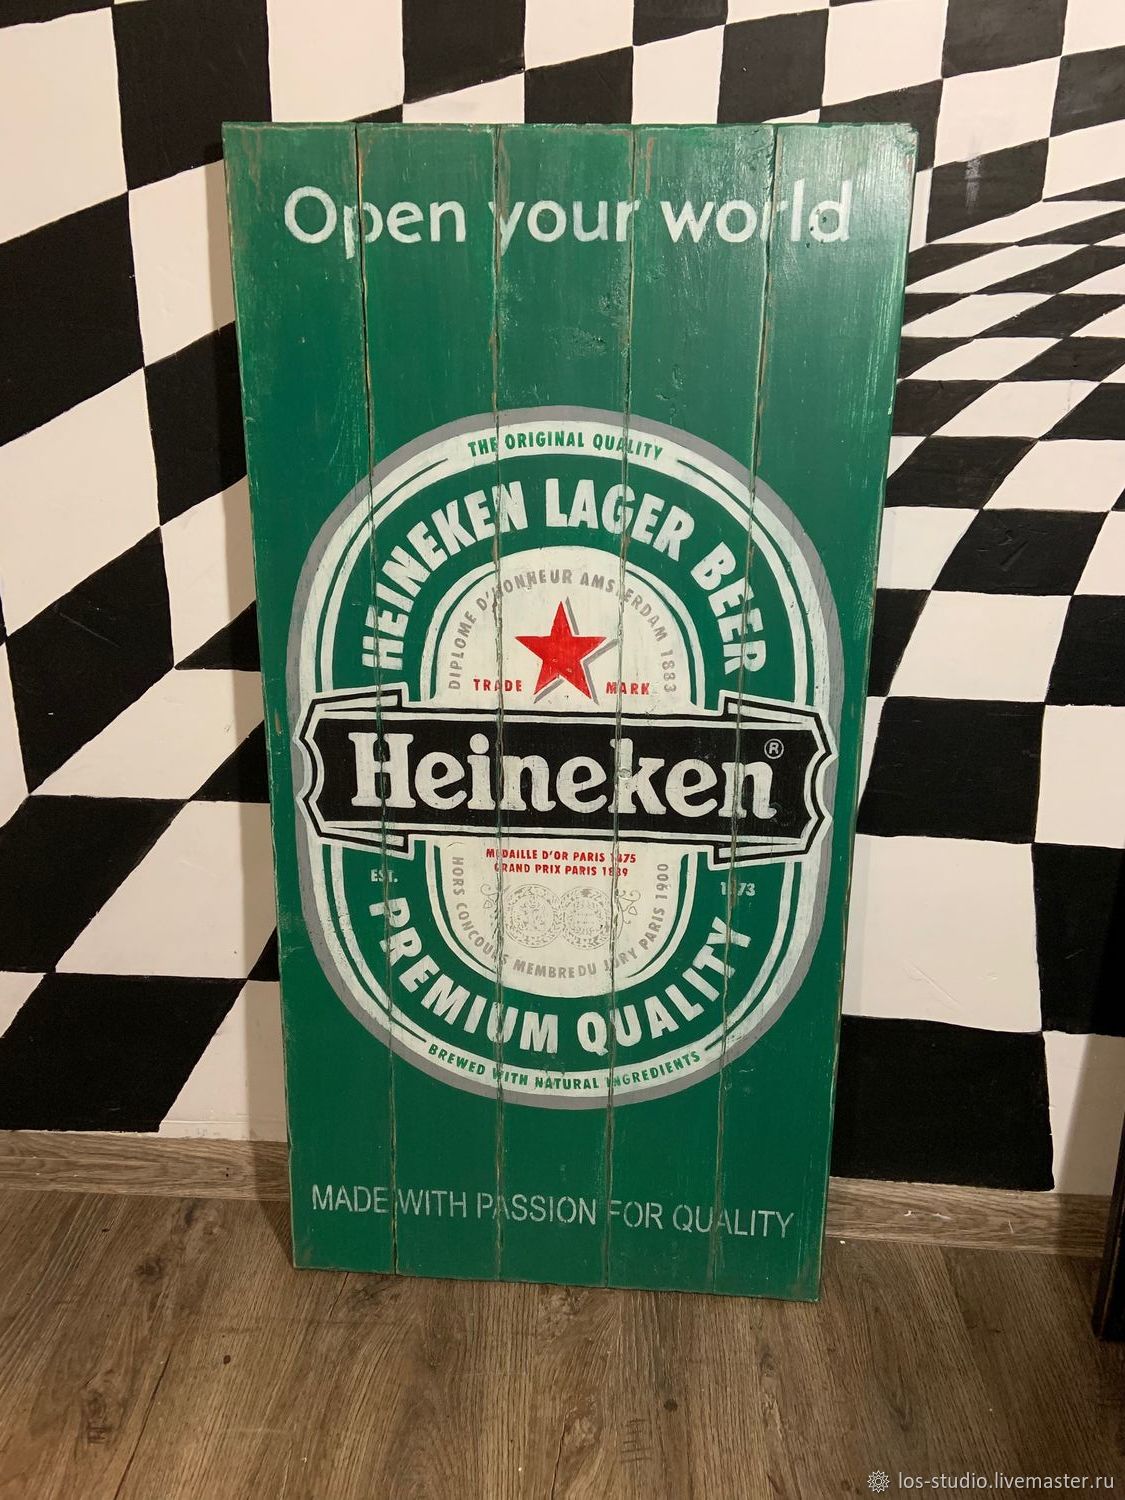 Open your world
THE ORIGINAL QUALITY
HEINEKEN LAGER BEER
DIPLOME D'HONNEUR AMSTERDAM 1883
TRADE MARK
Heineken®
MEDAILLE D'OR PARIS 1875
GRAND PRIX PARIS 1889
EST. 1873
HORS CONCOURS MEMBRE DU JURY PARIS 1900
PREMIUM QUALITY
BREWED WITH NATURAL INGREDIENTS
MADE WITH PASSION FOR QUALITY
los-studio.livemaster.ru